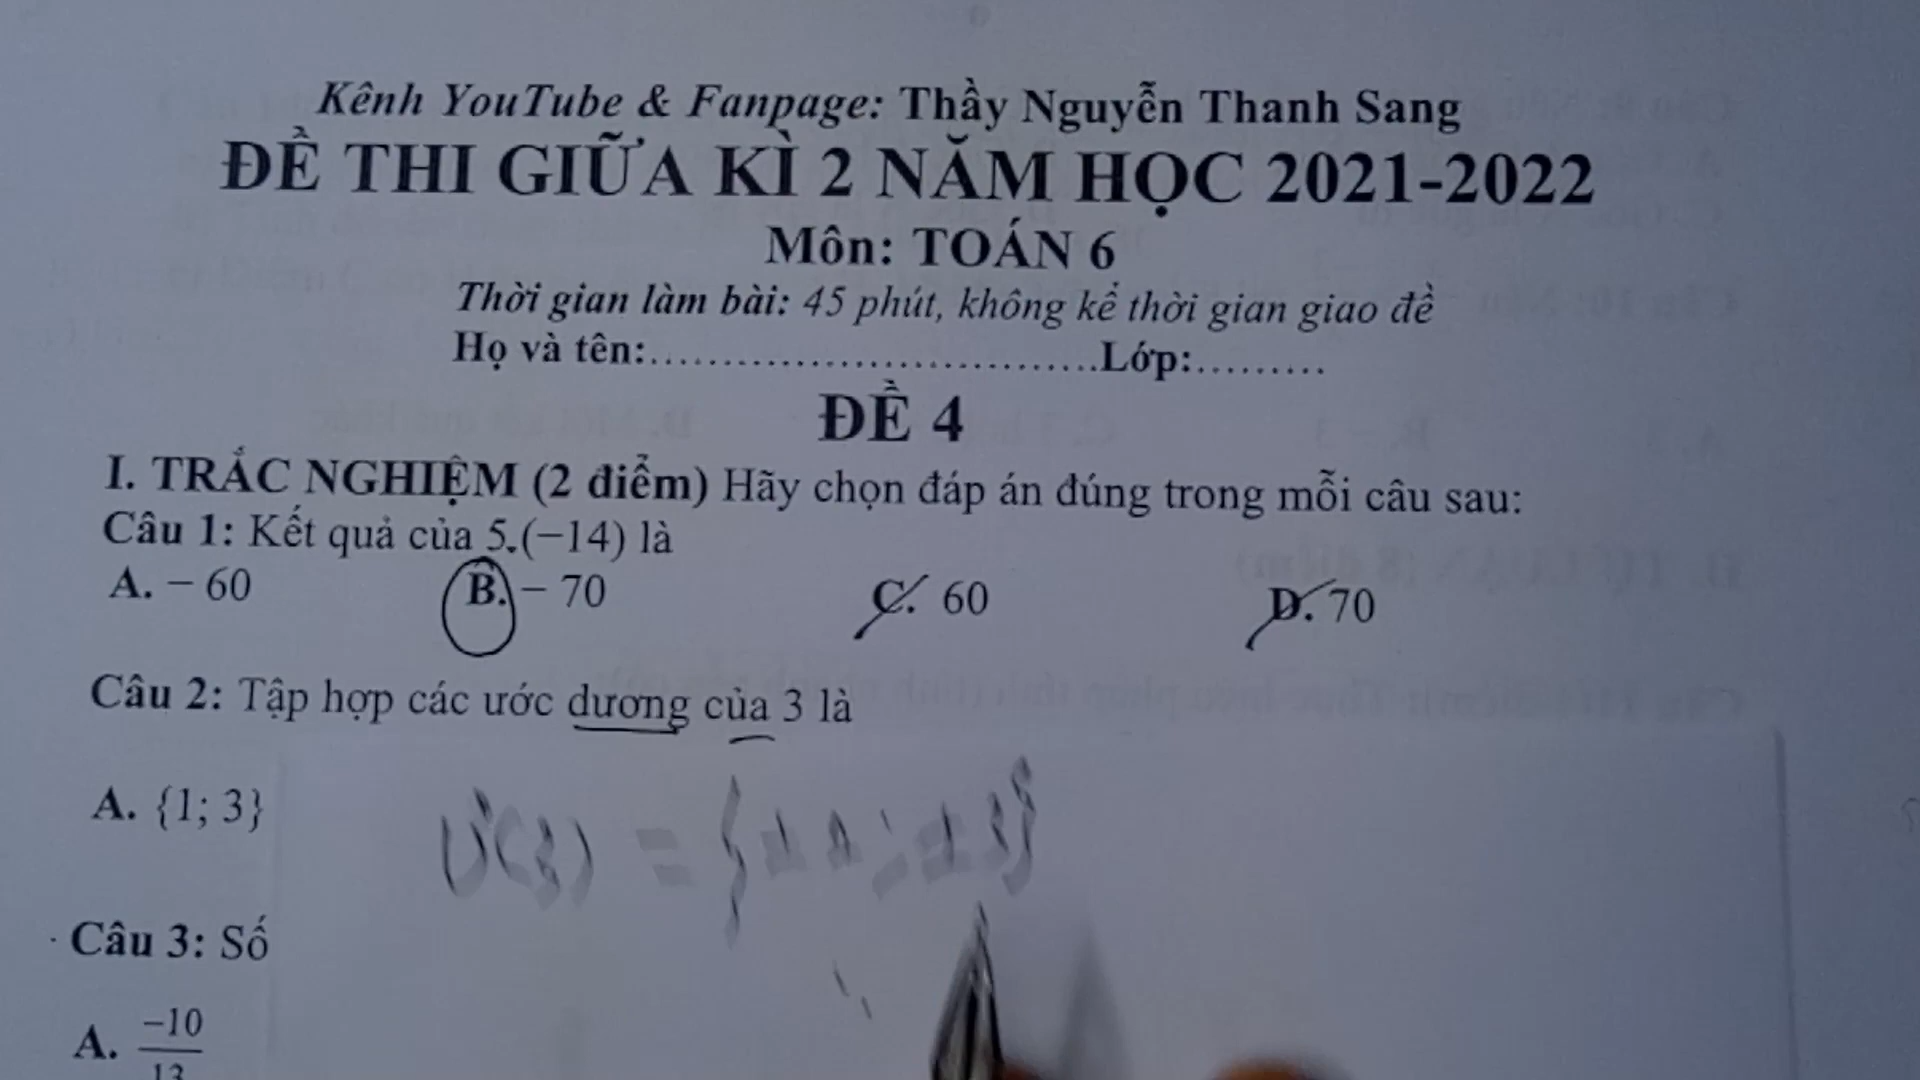 Kênh YouTube & Fanpage: Thầy Nguyễn Thanh Sang
ĐỀ THI GIỮA KÌ 2 NĂM HỌC 2021-2022
Môn: TOÁN 6
Thời gian làm bài: 45 phút, không kể thời gian giao đề
Họ và tên:................................Lớp:.........
ĐỀ 4
I. TRẮC NGHIỆM (2 điểm) Hãy chọn đáp án đúng trong mỗi câu sau:
Câu 1: Kết quả của 5.(−14) là
A. − 60 B. − 70 C. 60 D. 70
Câu 2: Tập hợp các ước dương của 3 là
A. {1; 3}
Câu 3: Số
A. −10/13